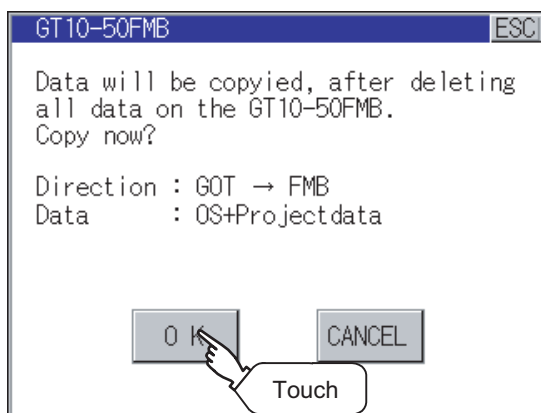 GT10-50FMB ESC
Data will be copyied, after deleting
all data on the GT10-50FMB.
Copy now?
Direction : GOT → FMB
Data : OS+Projectdata
O K CANCEL
Touch